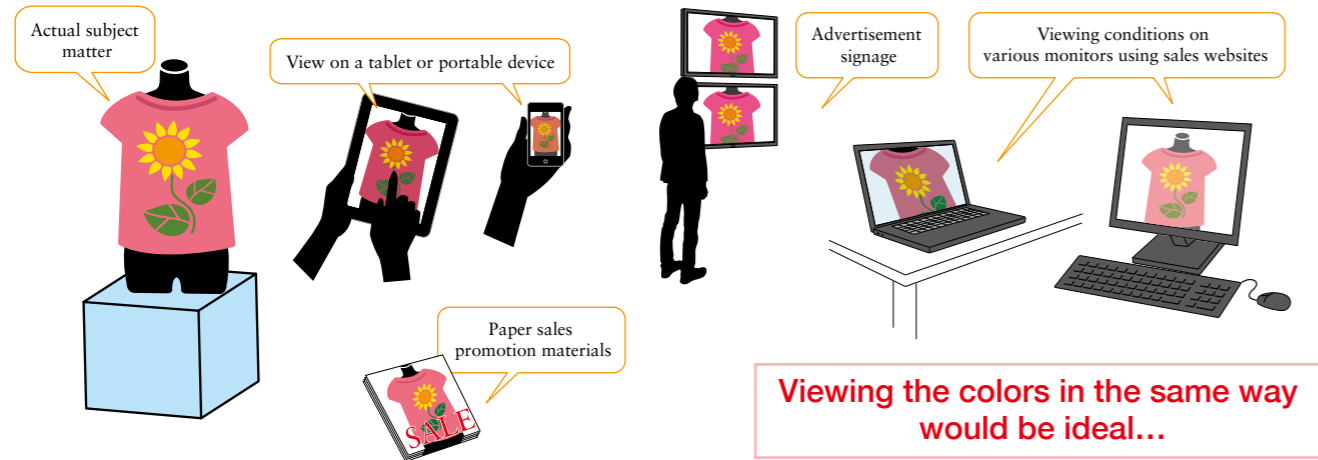 Actual subject
matter
View on a tablet or portable device
Advertisement
signage
Viewing conditions on
various monitors using sales websites
Paper sales
promotion materials
SALE
Viewing the colors in the same way
would be ideal...